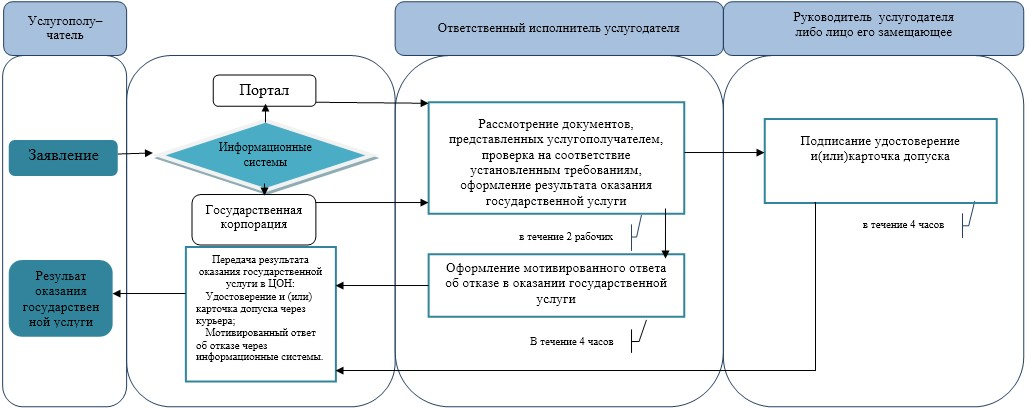 Услугополу–
чатель
Ответственный исполнитель услугодателя
Руководитель услугодателя
либо лицо его замещающее
Портал
Заявление
Информационные
системы
Государственная
корпорация
Рассмотрение документов,
представленных услугополучателем,
проверка на соответствие
установленным требованиям,
оформление результата оказания
государственной услуги
Подписание удостоверение
и(или)карточка допуска
в течение 2 рабочих
в течение 4 часов
Оформление мотивированного ответа
об отказе в оказании государственной
услуги
В течение 4 часов
Передача результата
оказания государственной
услуги в ЦОН:
Удостоверение и (или)
карточка допуска через
курьера;
Мотивированный ответ
об отказе через
информационные системы.
Резульат
оказания
государствен
ной услуги